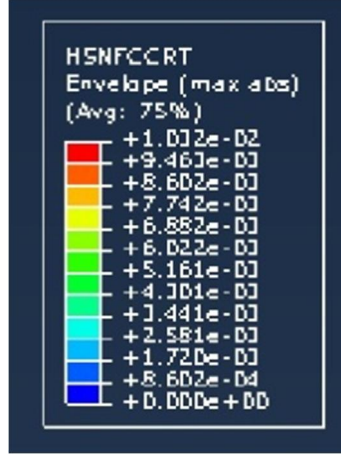 HSNFCCRT
Envelope (max abs)
(Avg: 75%)
+1.032e-02
+9.463e-03
+8.602e-03
+7.742e-03
+6.882e-03
+6.022e-03
+5.161e-03
+4.301e-03
+3.441e-03
+2.581e-03
+1.720e-03
+8.602e-04
+0.000e+00